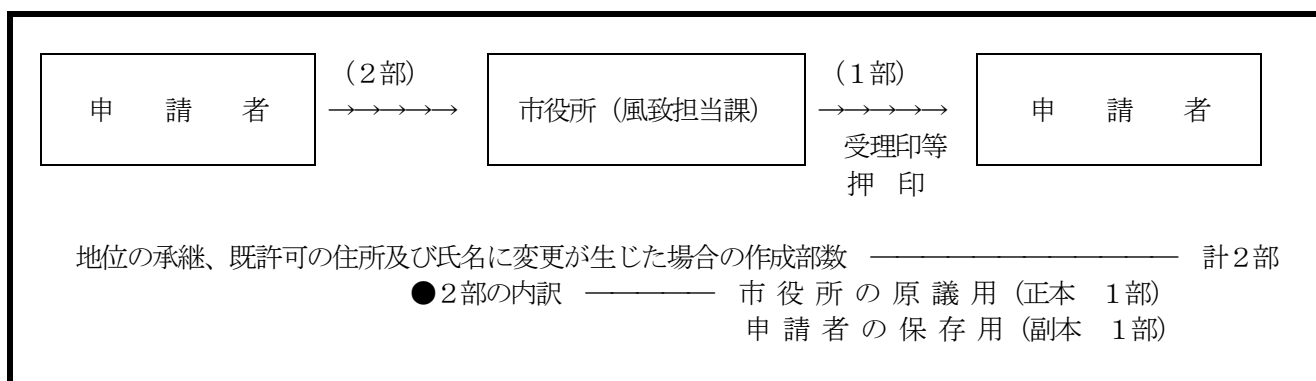 （２部）　（１部）
申　請　者　→→→→→　市役所（風致担当課）　→→→→→　申　請　者
受理印等
押　印
地位の承継、既許可の住所及び氏名に変更が生じた場合の作成部数　――――――――――――　計２部
●２部の内訳　―――――　市 役 所 の 原 議 用（正本　１部）
申 請 者 の 保 存 用（副本　１部）